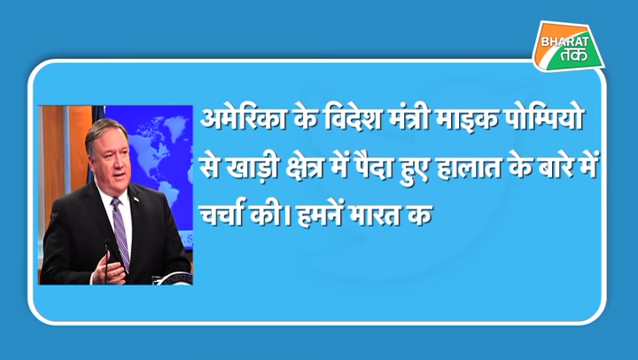 BHARAT
तक
अमेरिका के विदेश मंत्री माइक पोम्पियो
से खाड़ी क्षेत्र में पैदा हुए हालात के बारे में
चर्चा की। हमनें भारत क